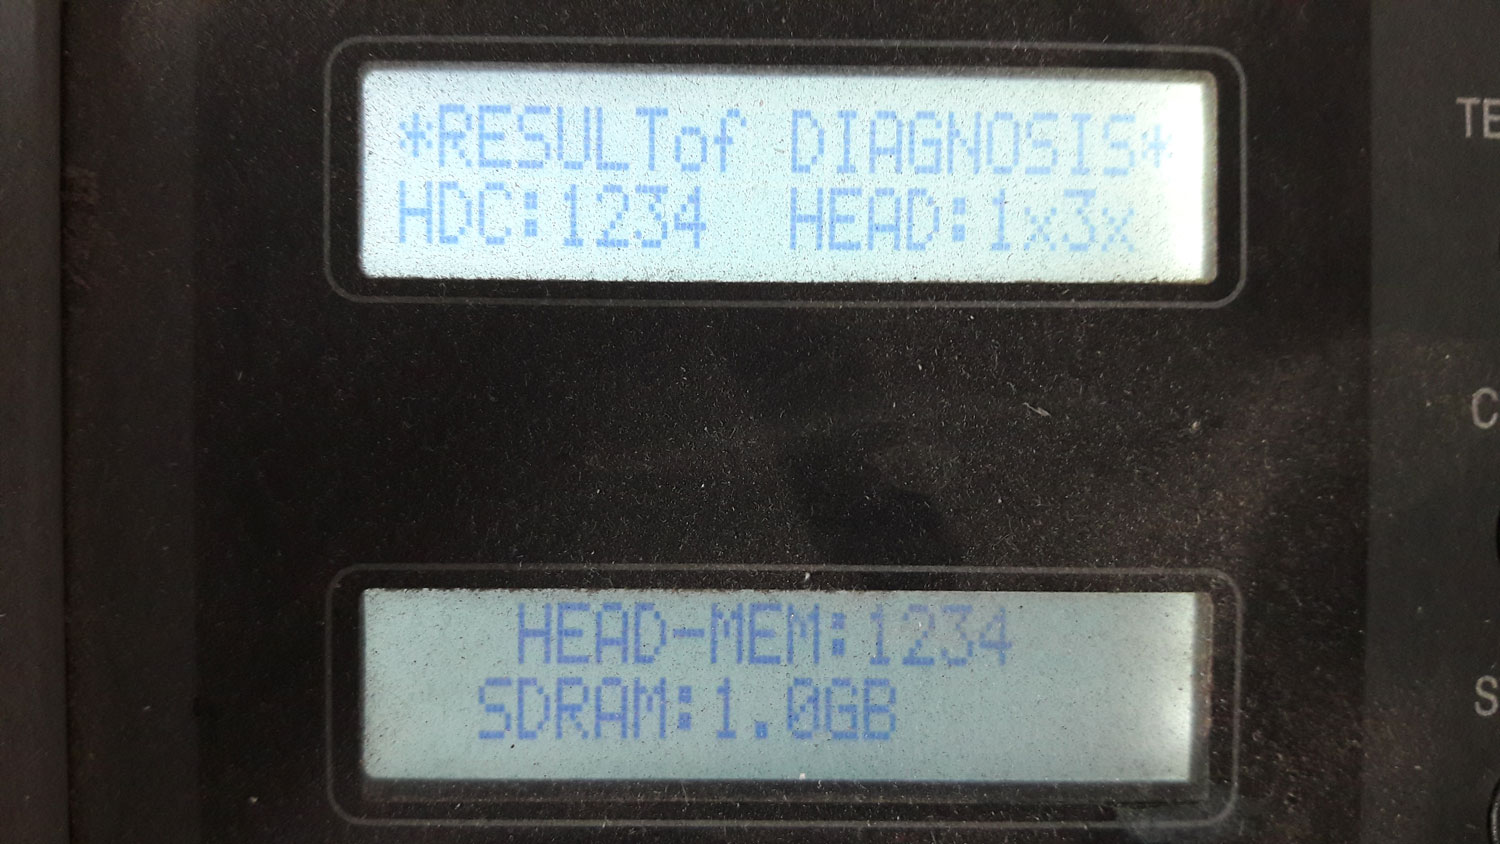 *RESULTof DIAGNOSIS*
HDC:1234 HEAD:1x3x
HEAD-MEM:1234
SDRAM:1.0GB